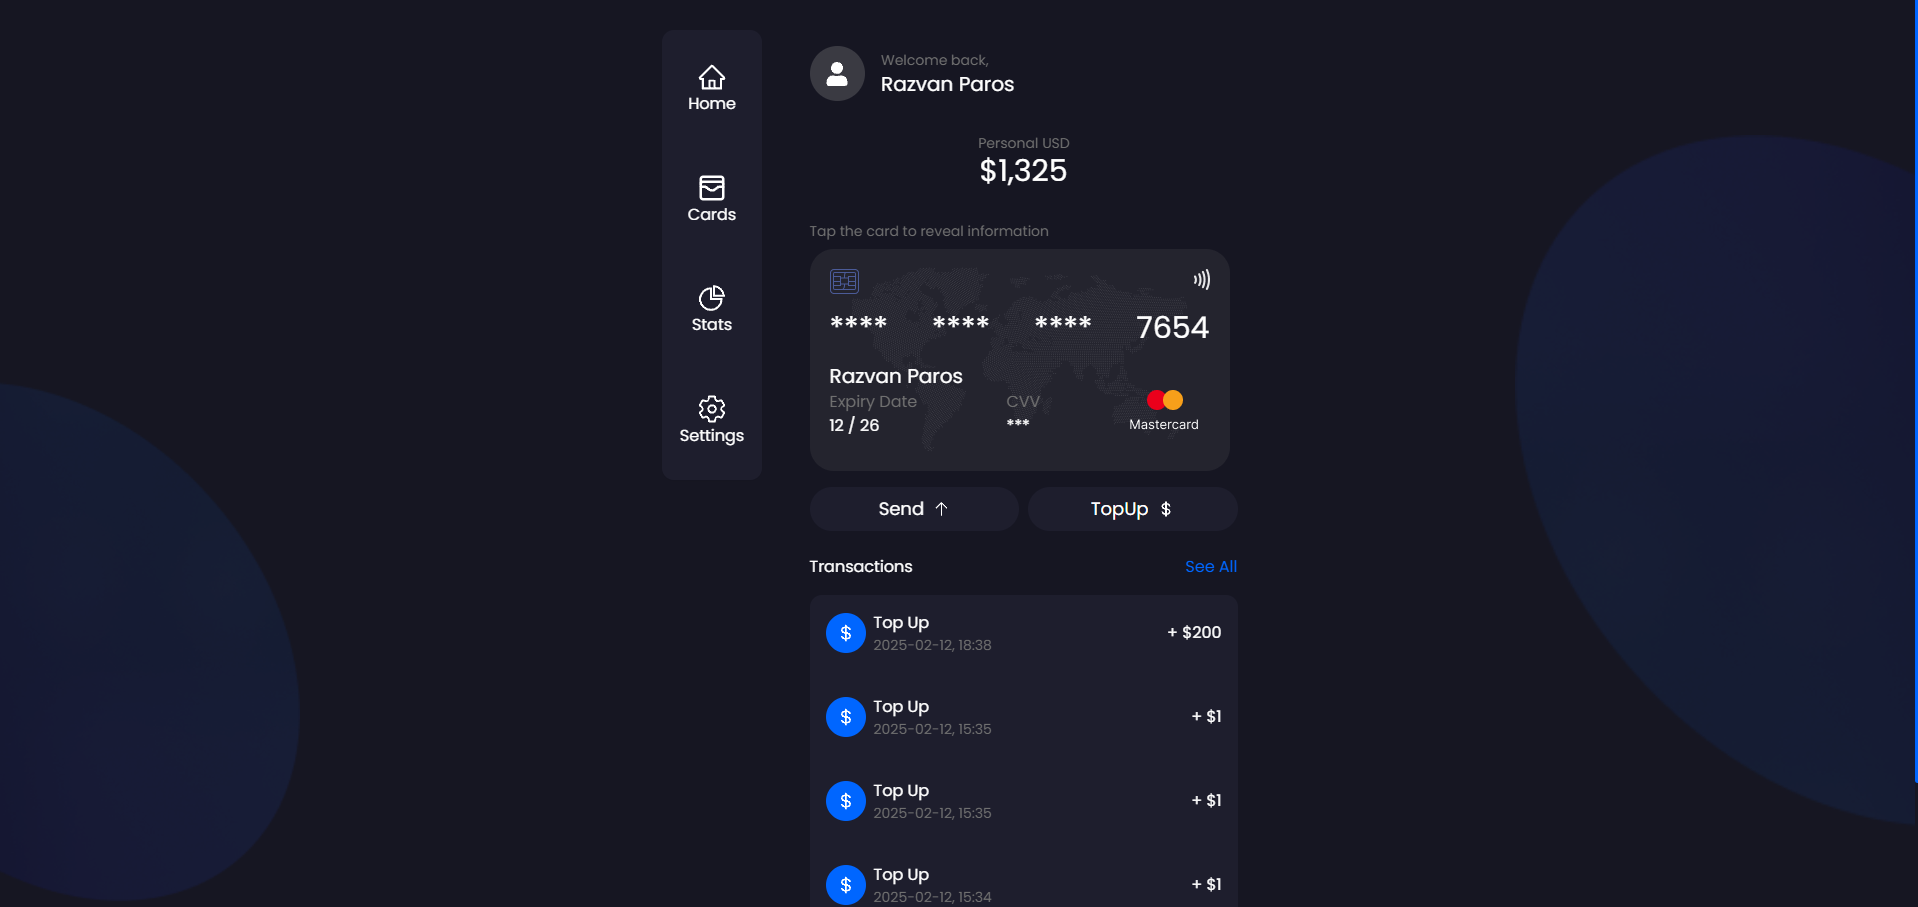 Home
Cards
Stats
Settings
Welcome back,
Razvan Paros
Personal USD
$1,325
Tap the card to reveal information
**** **** **** 7654
Razvan Paros
Expiry Date CVV
12 / 26 *** Mastercard
Send TopUp $
Transactions See All
$ Top Up + $200
2025-02-12, 18:38
$ Top Up + $1
2025-02-12, 15:35
$ Top Up + $1
2025-02-12, 15:35
$ Top Up + $1
2025-02-12, 15:34